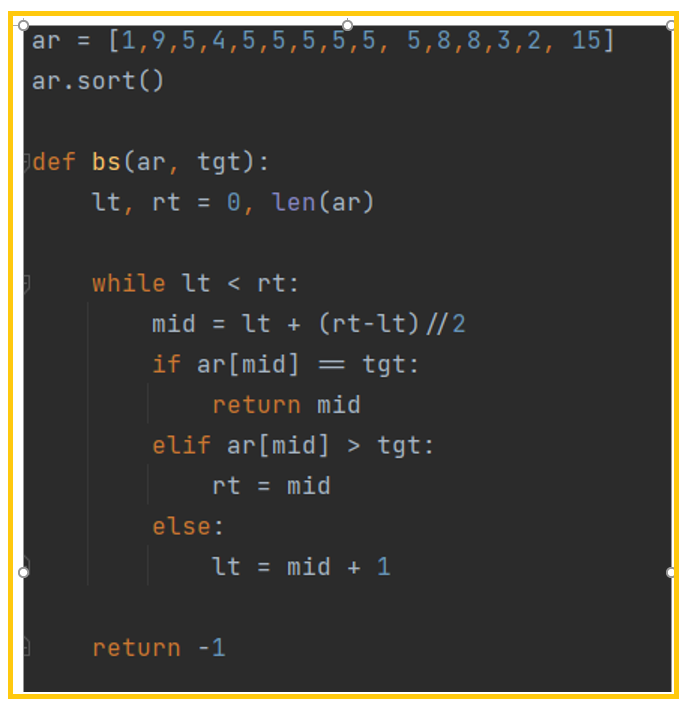 ar = [1,9,5,4,5,5,5,5,5, 5,8,8,3,2, 15]
ar.sort()
def bs(ar, tgt):
lt, rt = 0, len(ar)
while lt < rt:
mid = lt + (rt-lt)//2
if ar[mid] == tgt:
return mid
elif ar[mid] > tgt:
rt = mid
else:
lt = mid + 1
return -1